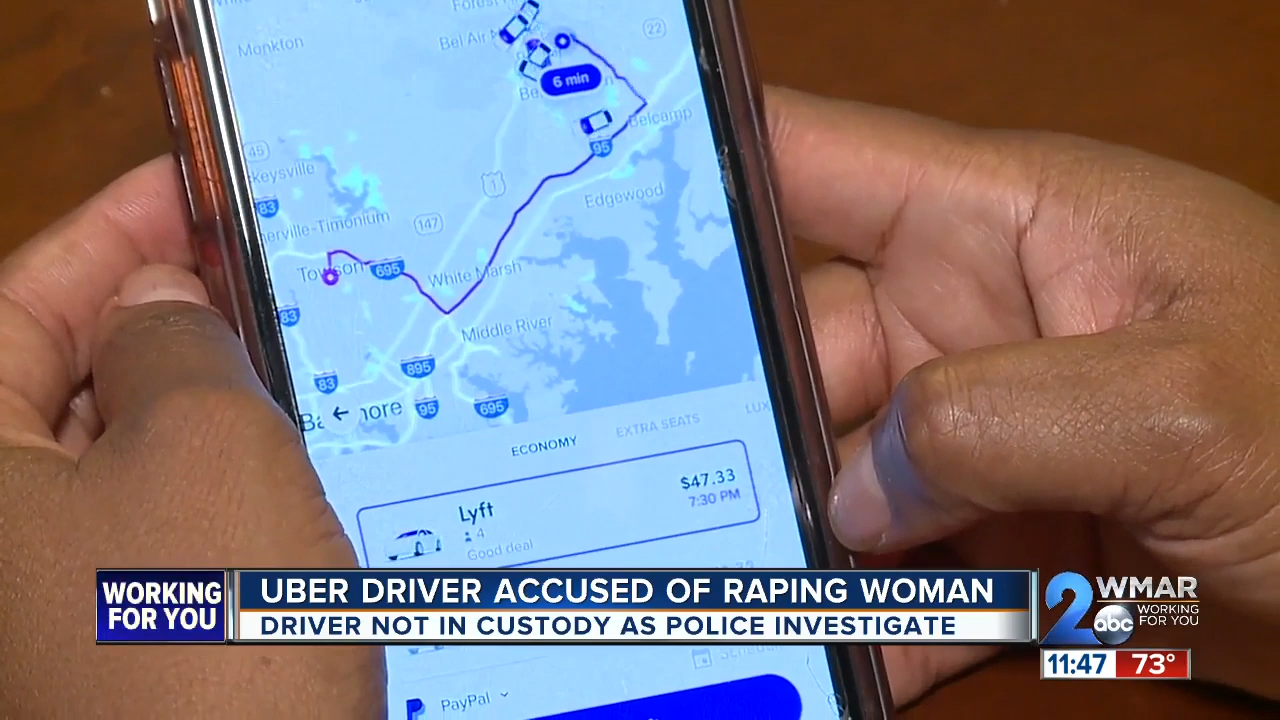 Monkton
Forest
22
Bel Air
6 min
Belcamp
45
95
keysville
1
Edgewood
83
147
erville-Timonium
Towson
695
White Marsh
83
Middle River
895
83
more
95
695
ECONOMY
EXTRA SEATS
LUX
Lyft
$47.33
4
7:30 PM
Good deal
WORKING
FOR YOU
UBER DRIVER ACCUSED OF RAPING WOMAN
DRIVER NOT IN CUSTODY AS POLICE INVESTIGATE
2 WMAR
abc
WORKING
FOR YOU
11:47 73°
PayPal